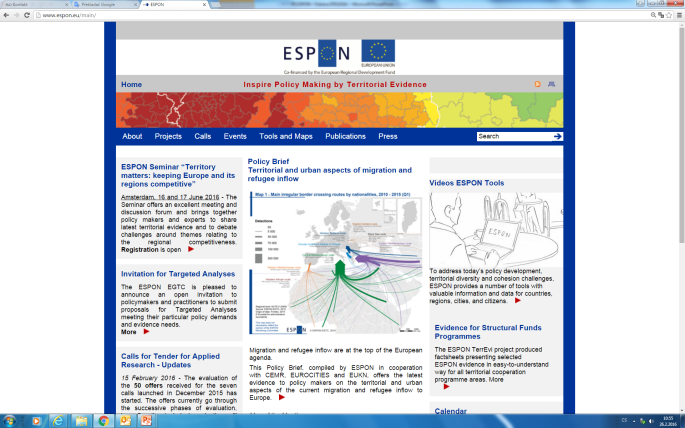 ESPON
www.espon.eu/main/
ESPON
EUROPEAN UNION
Co-financed by the European Regional Development Fund
Home
Inspire Policy Making by Territorial Evidence
About Projects Calls Events Tools and Maps Publications Press
Search
ESPON Seminar "Territory
matters: keeping Europe and its
regions competitive"
Amsterdam, 16 and 17 June 2016 - The
Seminar offers an excellent meeting and
discussion forum and brings together
policy makers and experts to share
latest territorial evidence and to debate
challenges around themes relating to
the regional competitiveness.
Registration is open
Invitation for Targeted Analyses
The ESPON EGTC is pleased to
announce an open invitation to
policymakers and practitioners to submit
proposals for Targeted Analyses
meeting their particular policy demands
and evidence needs.
More
Calls for Tender for Applied
Research - Updates
15 February 2016 - The evaluation of
the 50 offers received for the seven
calls launched in December 2015 has
started. The offers currently go through
the successive phases of evaluation,
Policy Brief
Territorial and urban aspects of migration and
refugee inflow
Map 1 - Main irregular border crossing routes by nationalities, 2010 - 2015 (Q1)
Detections
ESPON
Migration and refugee inflow are at the top of the European
agenda.
This Policy Brief, compiled by ESPON in cooperation
with CEMR, EUROCITIES and EUKN, offers the latest
evidence to policy makers on the territorial and urban
aspects of the current migration and refugee inflow to
Europe.
Videos ESPON Tools
ESPON
To address today's policy development,
territorial diversity and cohesion challenges,
ESPON provides a number of tools with
valuable information and data for countries,
regions, cities, and citizens.
Evidence for Structural Funds
Programmes
The ESPON TerrEvi project produced
factsheets presenting selected
ESPON evidence in easy-to-understand
way for all territorial cooperation
programme areas. More
Calendar
10:55
26.2.2016